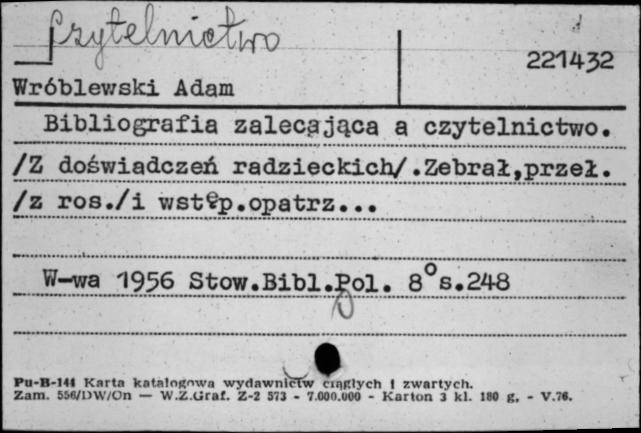 Czytelnictwo
221432
Wróblewski Adam
Bibliografia zalecająca a czytelnictwo.
/Z doświadczeń radzieckich/.Zebrał,przeł.
/z ros./i wstęp.opatrz...
W-wa 1956 Stow.Bibl.Pol. 8° s.248
Pu-B-144 Karta katalogowa wydawnictw ciągłych i zwartych.
Zam. 556/DW/On — W.Z.Graf. Z-2 573 - 7.000.000 - Karton 3 kl. 180 g. - V.76.